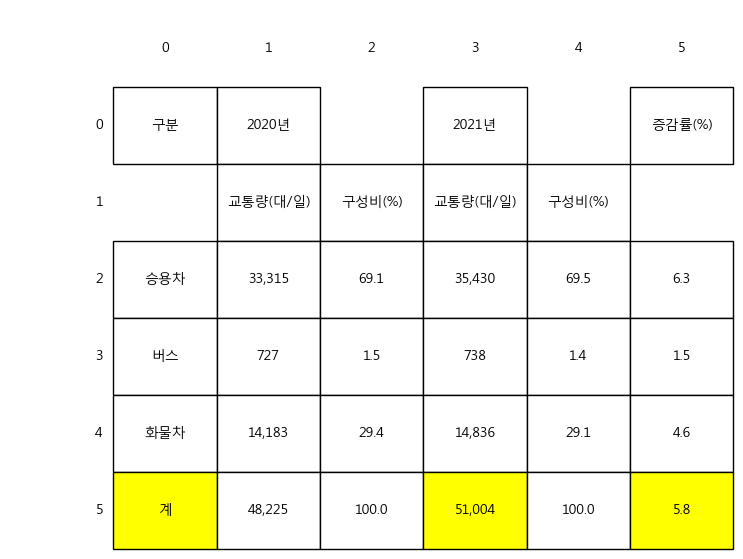 0 1 2 3 4 5
0 구분 2020년 2021년 증감률(%)
1 교통량(대/일) 구성비(%) 교통량(대/일) 구성비(%)
2 승용차 33,315 69.1 35,430 69.5 6.3
3 버스 727 1.5 738 1.4 1.5
4 화물차 14,183 29.4 14,836 29.1 4.6
5 계 48,225 100.0 51,004 100.0 5.8